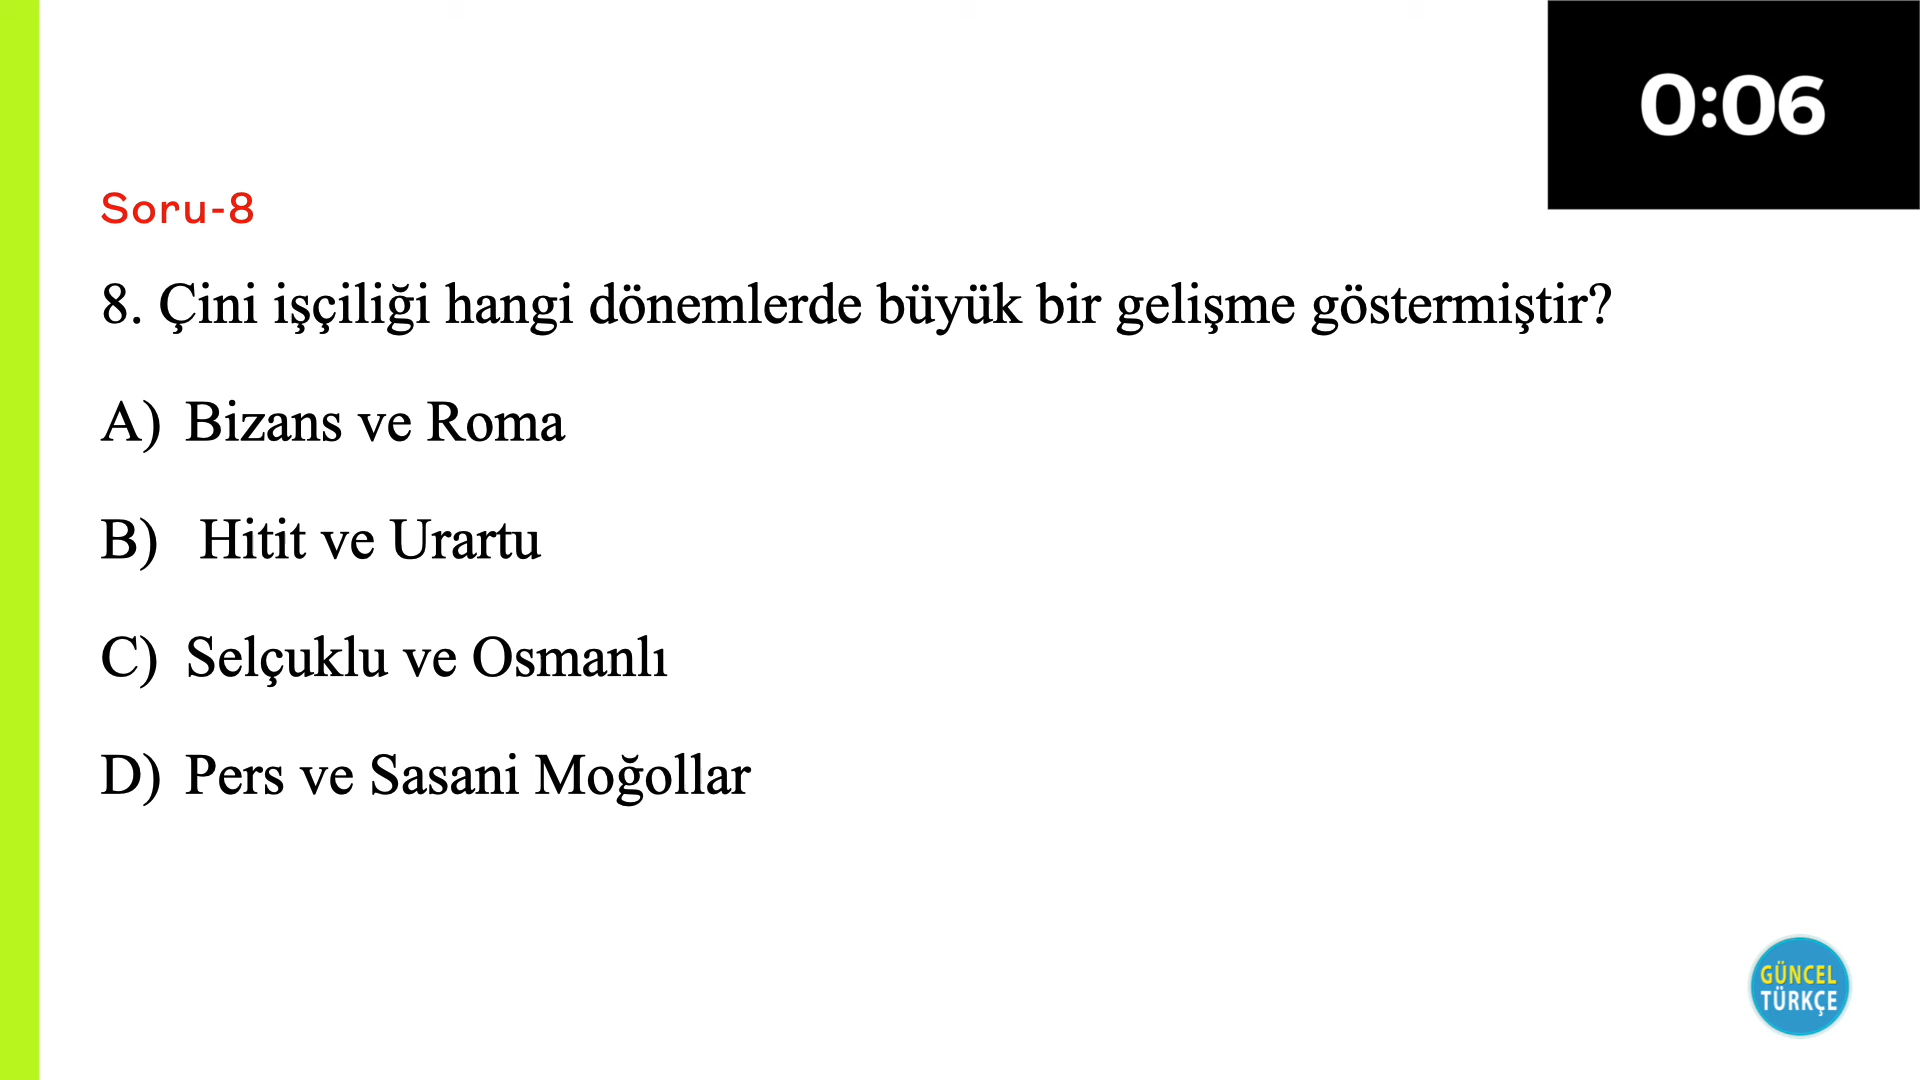 0:06
Soru-8
8. Çini işçiliği hangi dönemlerde büyük bir gelişme göstermiştir?
A) Bizans ve Roma
B) Hitit ve Urartu
C) Selçuklu ve Osmanlı
D) Pers ve Sasani Moğollar
GÜNCEL
TÜRKÇE